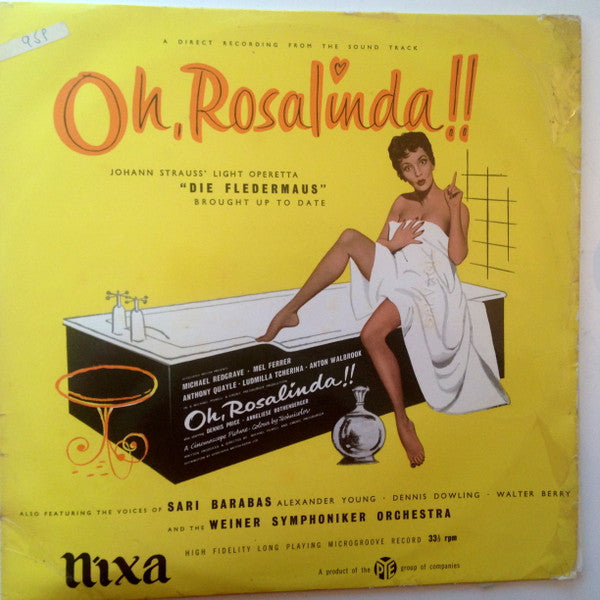 959
A DIRECT RECORDING FROM THE SOUND TRACK
Oh, Rosalinda!!
JOHANN STRAUSS' LIGHT OPERETTA
"DIE FLEDERMAUS"
BROUGHT UP TO DATE
MICHAEL REDGRAVE · MEL FERRER
ANTHONY QUAYLE · LUDMILLA TCHERINA · ANTON WALBROOK
Oh, Rosalinda!!
DENNIS PRICE · ANNELIESE ROTHENBERGER
A Cinemascope Picture · Colour by Technicolor
ALSO FEATURING THE VOICES OF SARI BARABAS ALEXANDER YOUNG · DENNIS DOWLING · WALTER BERRY
AND THE WEINER SYMPHONIKER ORCHESTRA
HIGH FIDELITY LONG PLAYING MICROGROOVE RECORD 33⅓ rpm
nixa
A product of the PYE group of companies